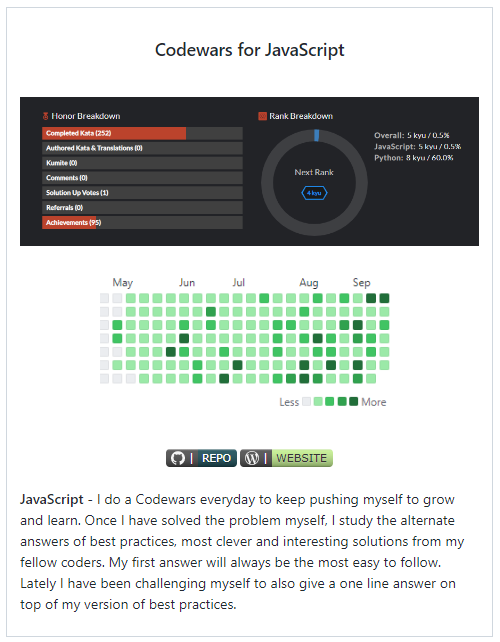 Codewars for JavaScript
Honor Breakdown
Completed Kata (252)
Authored Kata & Translations (0)
Kumite (0)
Comments (0)
Solution Up Votes (1)
Referrals (0)
Achievements (95)
Rank Breakdown
Next Rank
4 kyu
Overall: 5 kyu / 0.5%
JavaScript: 5 kyu / 0.5%
Python: 8 kyu / 60.0%
May Jun Jul Aug Sep
Less More
REPO WEBSITE
JavaScript - I do a Codewars everyday to keep pushing myself to grow
and learn. Once I have solved the problem myself, I study the alternate
answers of best practices, most clever and interesting solutions from my
fellow coders. My first answer will always be the most easy to follow.
Lately I have been challenging myself to also give a one line answer on
top of my version of best practices.